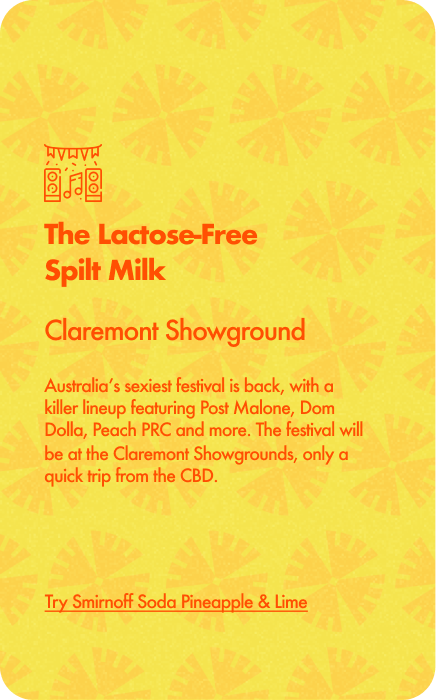 The Lactose-Free
Spilt Milk
Claremont Showground
Australia's sexiest festival is back, with a
killer lineup featuring Post Malone, Dom
Dolla, Peach PRC and more. The festival will
be at the Claremont Showgrounds, only a
quick trip from the CBD.
Try Smirnoff Soda Pineapple & Lime